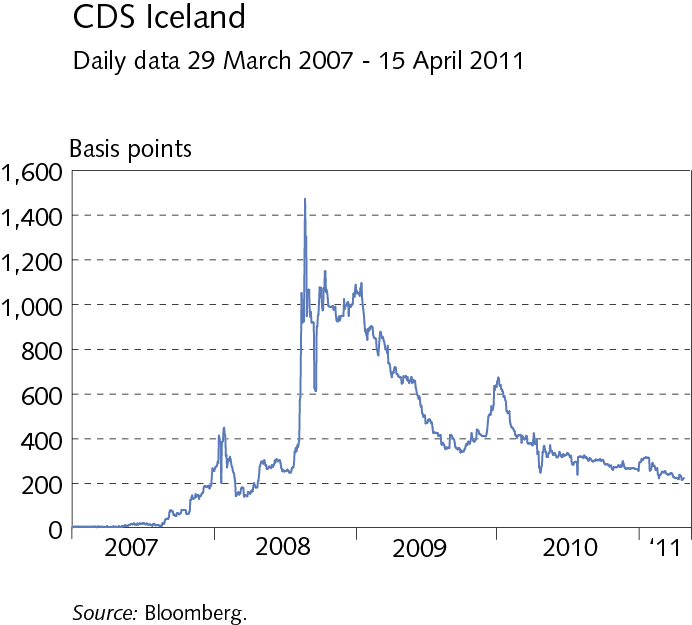 CDS Iceland
Daily data 29 March 2007 - 15 April 2011
Basis points
1,600
1,400
1,200
1,000
800
600
400
200
0
2007 2008 2009 2010 '11
Source: Bloomberg.